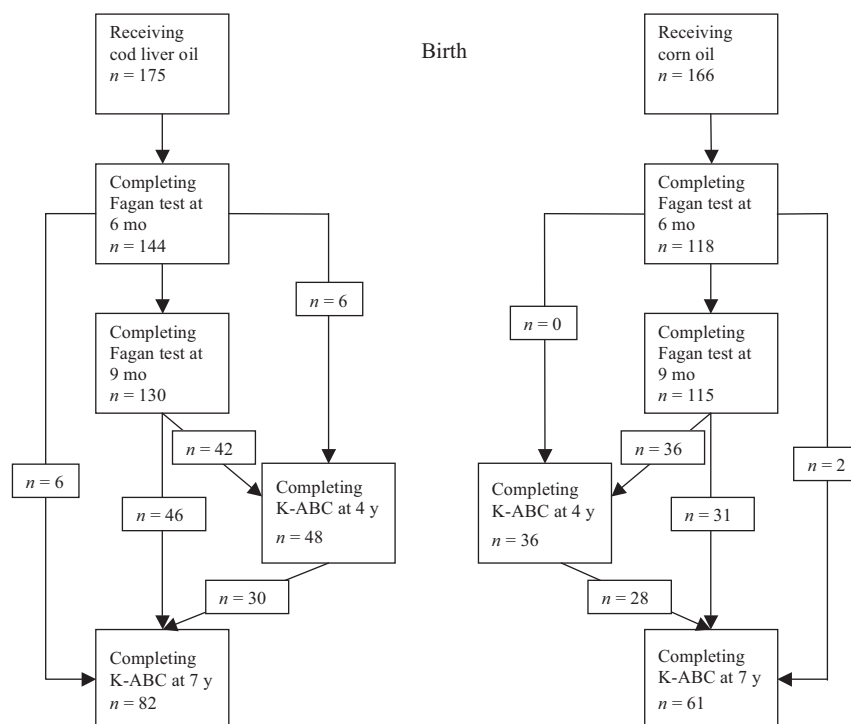 Receiving
cod liver oil
n = 175
Birth
Receiving
corn oil
n = 166
Completing
Fagan test at
6 mo
n = 144
Completing
Fagan test at
6 mo
n = 118
n = 6
n = 0
Completing
Fagan test at
9 mo
n = 130
Completing
Fagan test at
9 mo
n = 115
n = 42
n = 36
n = 6
n = 46
Completing
K-ABC at 4 y
n = 48
Completing
K-ABC at 4 y
n = 36
n = 31
n = 2
n = 30
n = 28
Completing
K-ABC at 7 y
n = 82
Completing
K-ABC at 7 y
n = 61